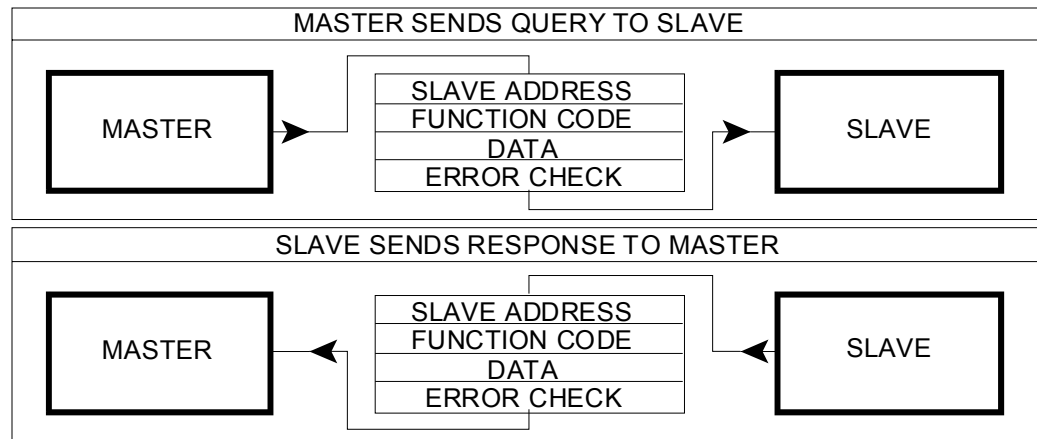 MASTER SENDS QUERY TO SLAVE
MASTER
SLAVE ADDRESS
FUNCTION CODE
DATA
ERROR CHECK
SLAVE
SLAVE SENDS RESPONSE TO MASTER
MASTER
SLAVE ADDRESS
FUNCTION CODE
DATA
ERROR CHECK
SLAVE